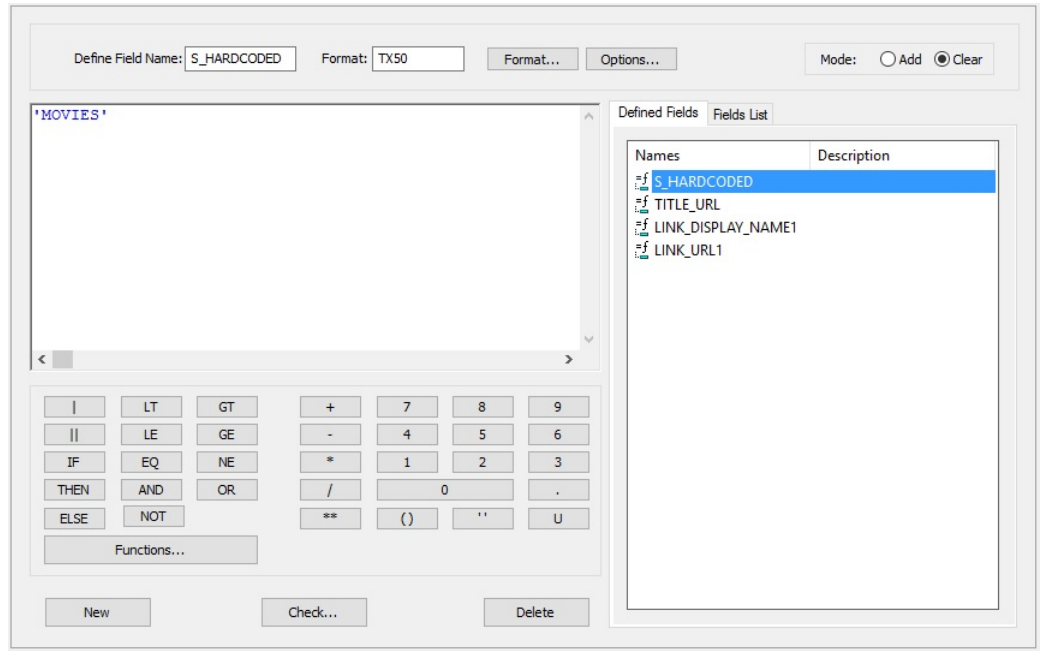 Define Field Name: S_HARDCODED Format: TX50 Format... Options... Mode: Add Clear
'MOVIES'
Defined Fields Fields List
Names Description
S_HARDCODED
TITLE_URL
LINK_DISPLAY_NAME1
LINK_URL1
| LT GT + 7 8 9
|| LE GE - 4 5 6
IF EQ NE * 1 2 3
THEN AND OR / 0 .
ELSE NOT ** () '' U
Functions...
New Check... Delete